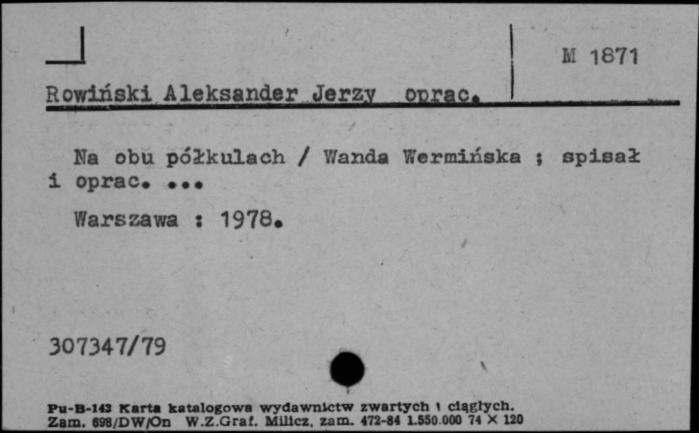 M 1871
Rowiński Aleksander Jerzy oprac.
Na obu półkulach / Wanda Wermińska ; spisał
i oprac. ...
Warszawa : 1978.
307347/79
Pu-B-143 Karta katalogowa wydawnictw zwartych i ciągłych.
Zam. 698/DW/On W.Z.Graf. Milicz, zam. 472-84 1.550.000 74 × 120